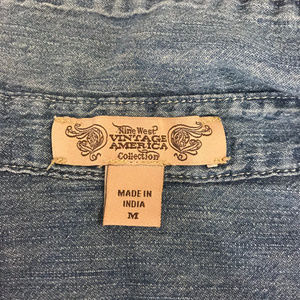 Nine West
VINTAGE
AMERICA
Collection
MADE IN
INDIA
M